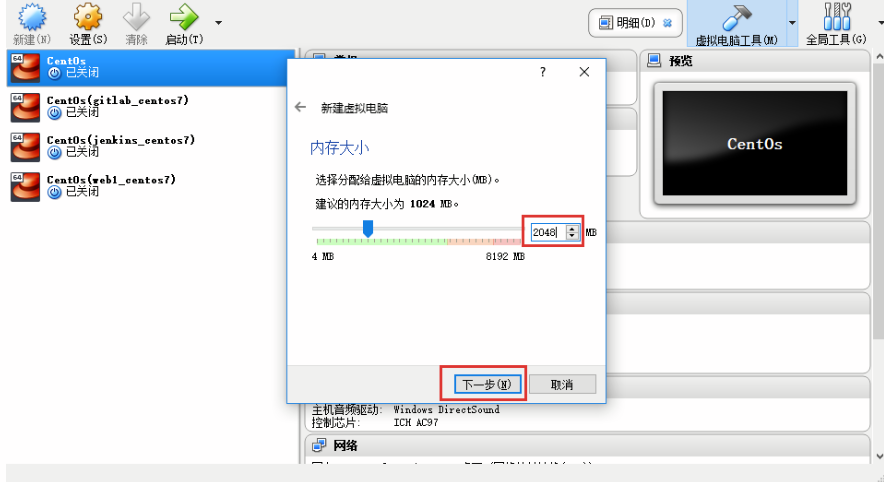 新建(N) 设置(S) 清除 启动(T)
明细(D) 虚拟电脑工具(M) 全局工具(G)
64 CentOs
已关闭
64 CentOs(gitlab_centos7)
已关闭
64 CentOs(jenkins_centos7)
已关闭
64 CentOs(web1_centos7)
已关闭
预览
CentOs
?
新建虚拟电脑
内存大小
选择分配给虚拟电脑的内存大小(MB)。
建议的内存大小为 1024 MB。
2048 MB
4 MB 8192 MB
下一步(N) 取消
主机音频驱动: Windows DirectSound
控制芯片: ICH AC97
网络